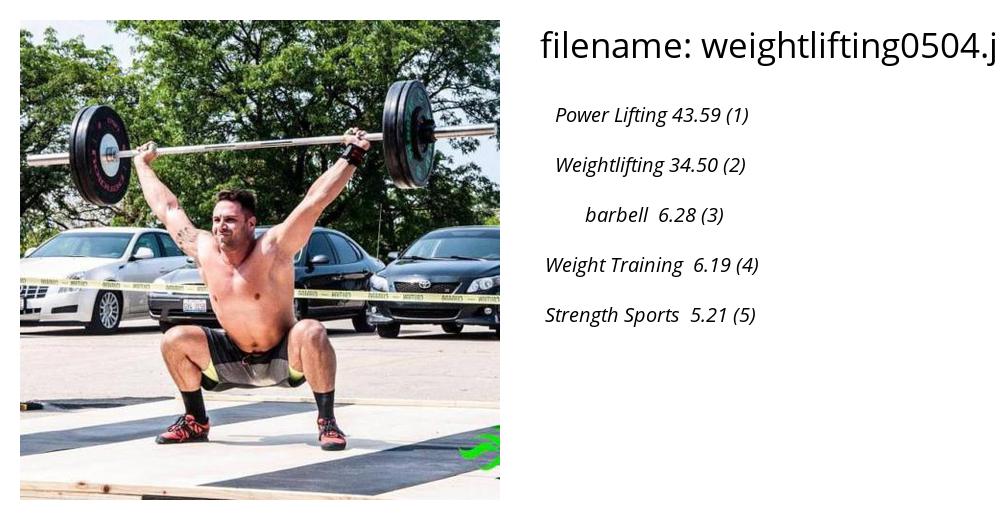 filename: weightlifting0504.j
Power Lifting 43.59 (1)
Weightlifting 34.50 (2)
barbell 6.28 (3)
Weight Training 6.19 (4)
Strength Sports 5.21 (5)